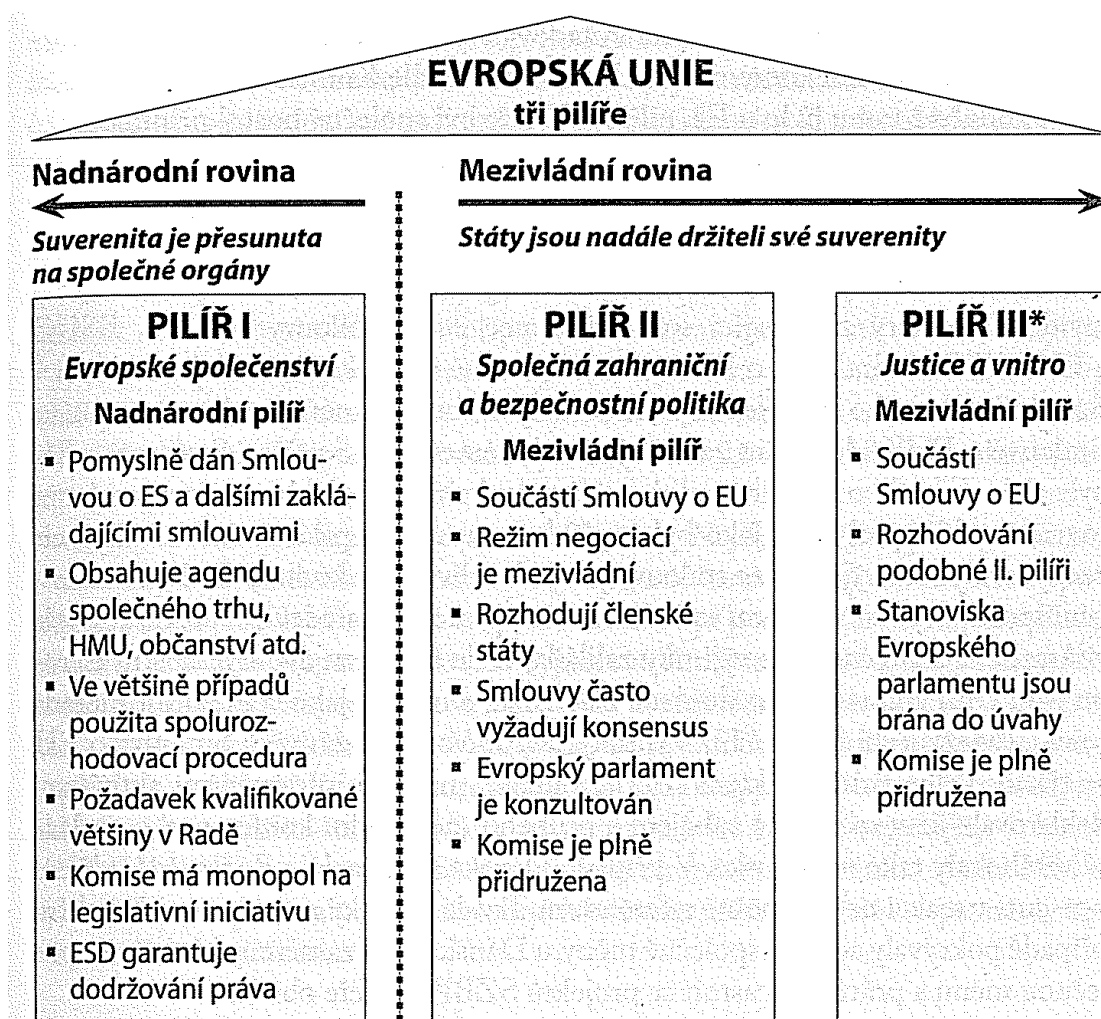 EVROPSKÁ UNIE
tři pilíře
Nadnárodní rovina
Suverenita je přesunuta
na společné orgány
Mezivládní rovina
Státy jsou nadále držiteli své suverenity
PILÍŘ I
Evropské společenství
Nadnárodní pilíř
▪ Pomyslně dán Smlou-
vou o ES a dalšími zaklá-
dajícími smlouvami
▪ Obsahuje agendu
společného trhu,
HMU, občanství atd.
▪ Ve většině případů
použita spoluroz-
hodovací procedura
▪ Požadavek kvalifikované
většiny v Radě
▪ Komise má monopol na
legislativní iniciativu
▪ ESD garantuje
dodržování práva
PILÍŘ II
Společná zahraniční
a bezpečnostní politika
Mezivládní pilíř
▪ Součástí Smlouvy o EU
▪ Režim negociací
je mezivládní
▪ Rozhodují členské
státy
▪ Smlouvy často
vyžadují konsensus
▪ Evropský parlament
je konzultován
▪ Komise je plně
přidružena
PILÍŘ III*
Justice a vnitro
Mezivládní pilíř
▪ Součástí
Smlouvy o EU
▪ Rozhodování
podobné II. pilíři
▪ Stanoviska
Evropského
parlamentu jsou
brána do úvahy
▪ Komise je plně
přidružena